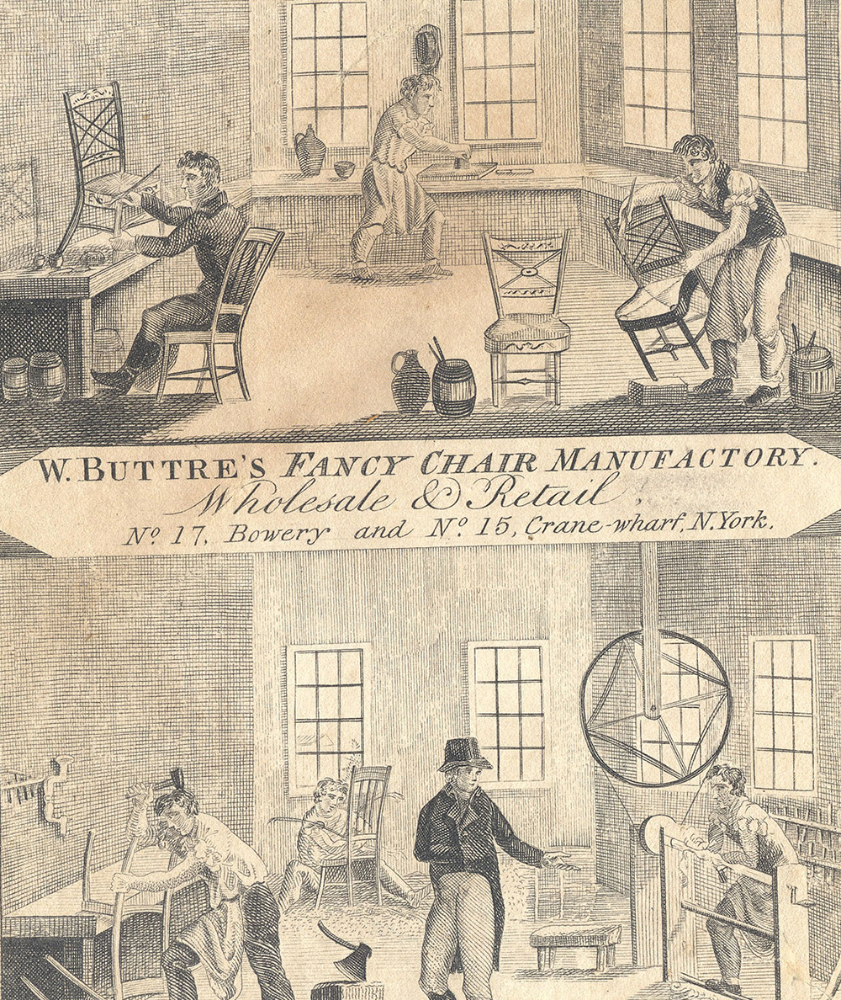 W. BUTTRE'S FANCY CHAIR MANUFACTORY.
Wholesale & Retail,
No. 17, Bowery and No. 15, Crane-wharf, N.York.